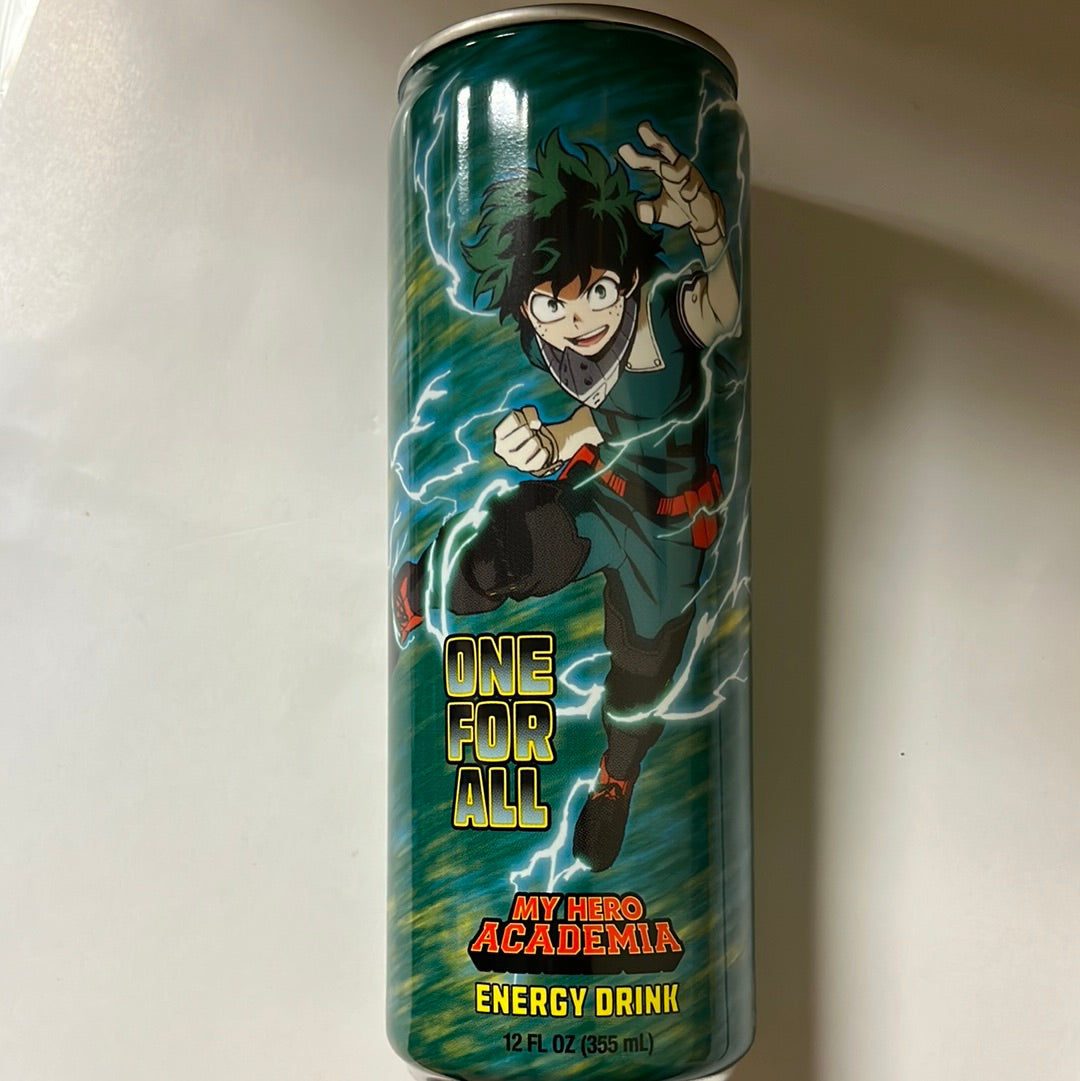 ONE
FOR
ALL
MY HERO
ACADEMIA
ENERGY DRINK
12 FL OZ (355 mL)